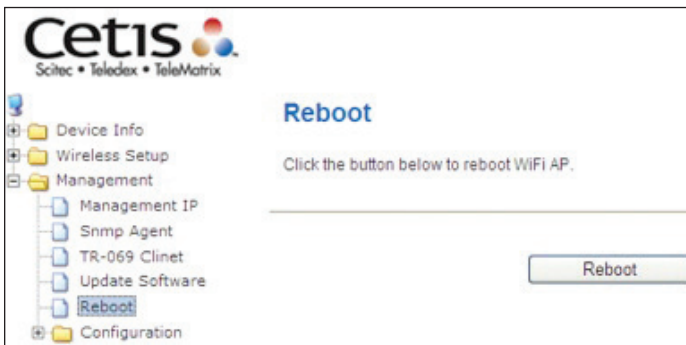 Cetis
Scitec • Teledex • TeleMatrix
Device Info
Wireless Setup
Management
Management IP
Snmp Agent
TR-069 Clinet
Update Software
Reboot
Configuration
Reboot
Click the button below to reboot WiFi AP.
Reboot